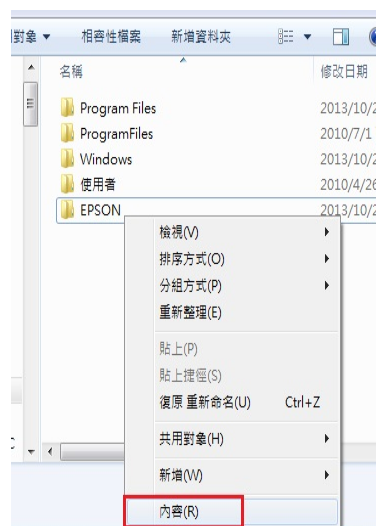 對象 相容性檔案 新增資料夾
名稱 修改日期
Program Files 2013/10/2
ProgramFiles 2010/7/1
Windows 2013/10/2
使用者 2010/4/26
EPSON 2013/10/2
檢視(V)
排序方式(O)
分組方式(P)
重新整理(E)
貼上(P)
貼上捷徑(S)
復原 重新命名(U) Ctrl+Z
共用對象(H)
新增(W)
內容(R)